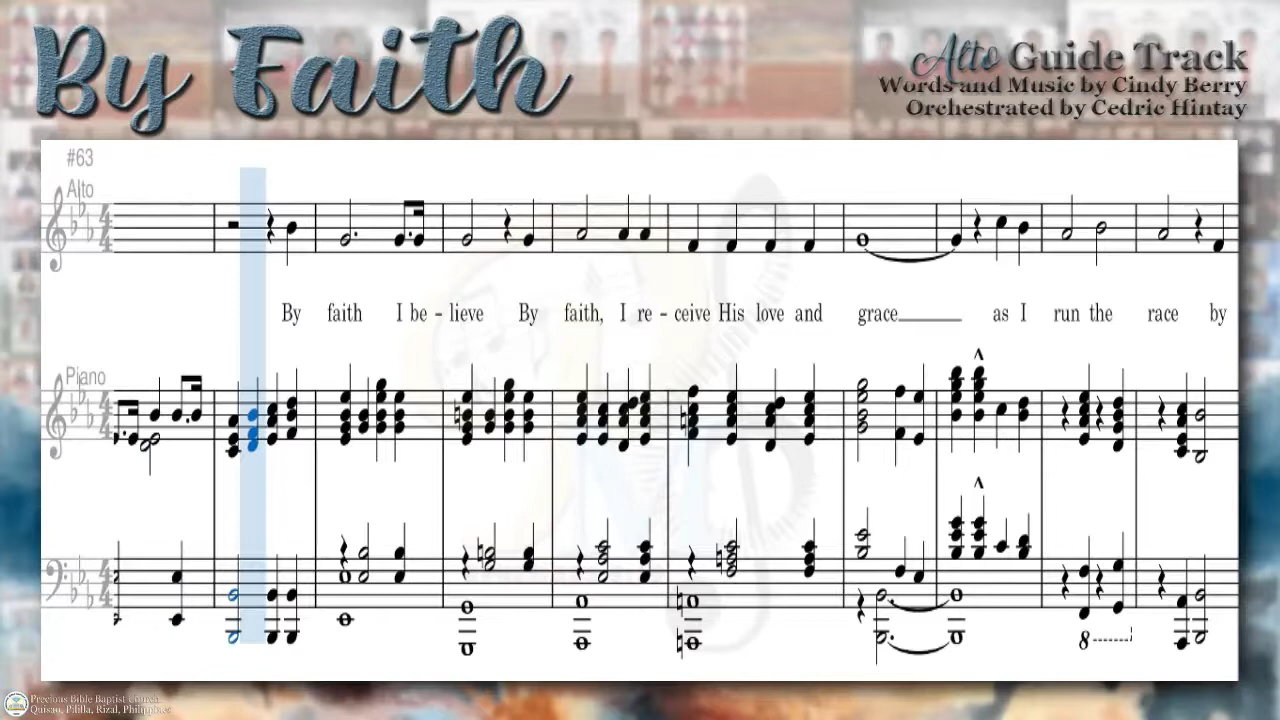 By Faith
Alto Guide Track
Words and Music by Cindy Berry
Orchestrated by Cedric Hintay
#63
Alto
By faith I be - lieve By faith, I re - ceive His love and grace as I run the race by
Piano
8
Precious Bible Baptist Church
Quisao, Pililla, Rizal, Philippines